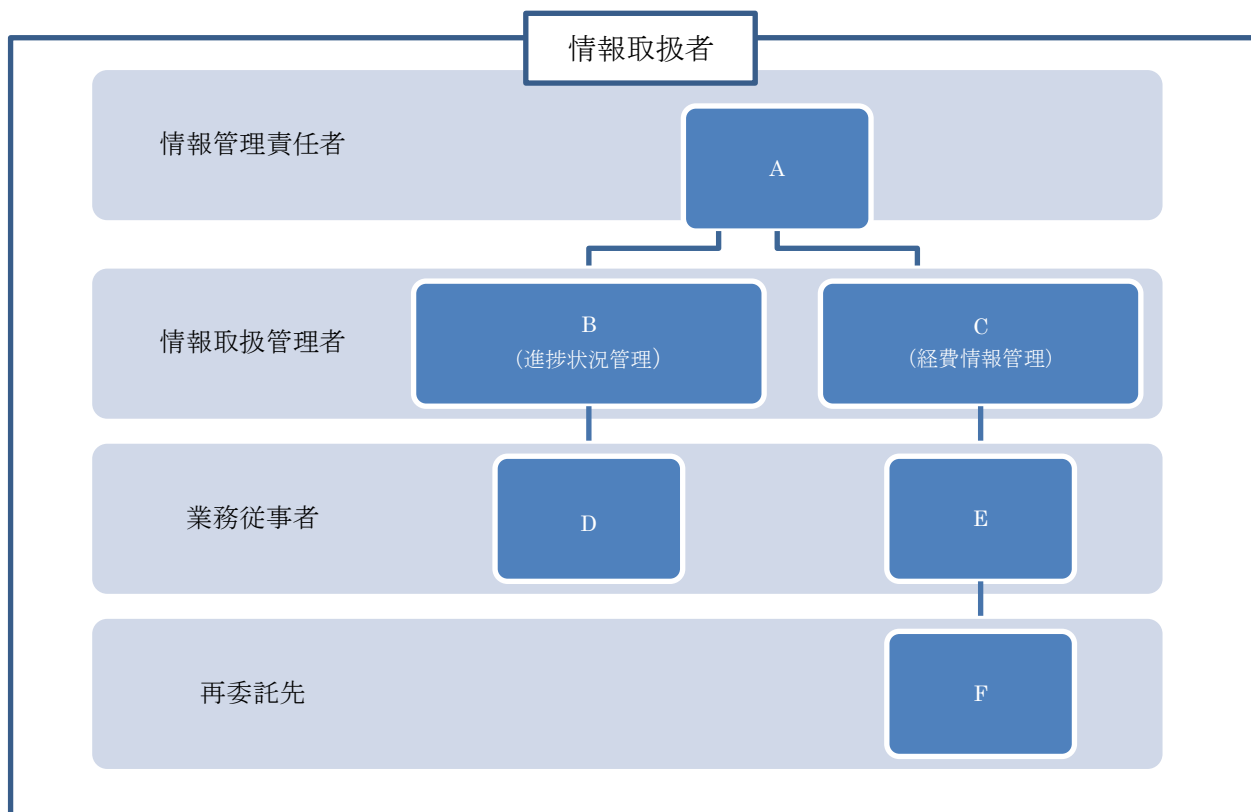 情報取扱者
情報管理責任者
A
情報取扱管理者
B
(進捗状況管理)
C
(経費情報管理)
業務従事者
D
E
再委託先
F